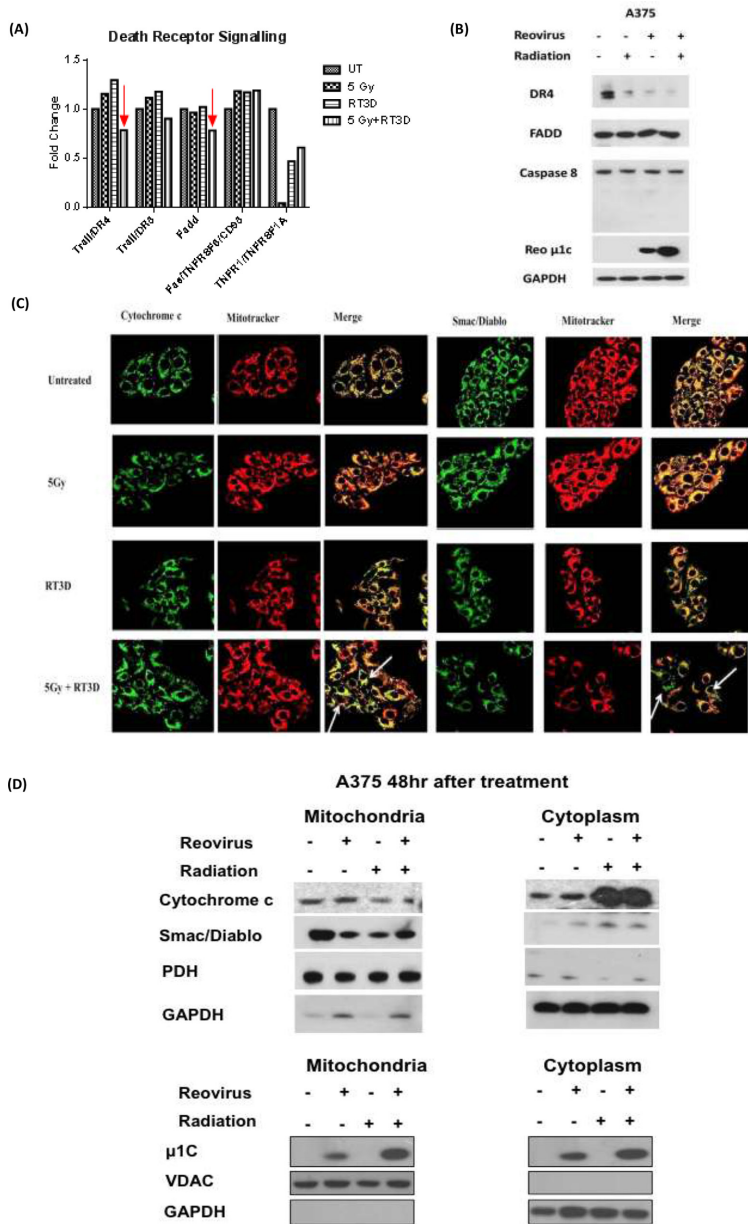 (A)
Death Receptor Signalling
Fold Change
1.5
1.0
0.5
0.0
UT
5 Gy
RT3D
5 Gy+RT3D
Trail/DR4
Trail/DR5
Fadd
Fas/TNFRSF6/CD95
TNFR1/TNFRSF1A
(B)
A375
Reovirus - - + +
Radiation - + - +
DR4
FADD
Caspase 8
Reo µ1c
GAPDH
(C)
Cytochrome c Mitotracker Merge Smac/Diablo Mitotracker Merge
Untreated
5Gy
RT3D
5Gy + RT3D
(D)
A375 48hr after treatment
Mitochondria Cytoplasm
Reovirus - + - + - + - +
Radiation - - + + - - + +
Cytochrome c
Smac/Diablo
PDH
GAPDH
Mitochondria Cytoplasm
Reovirus - + - + - + - +
Radiation - - + + - - + +
µ1C
VDAC
GAPDH